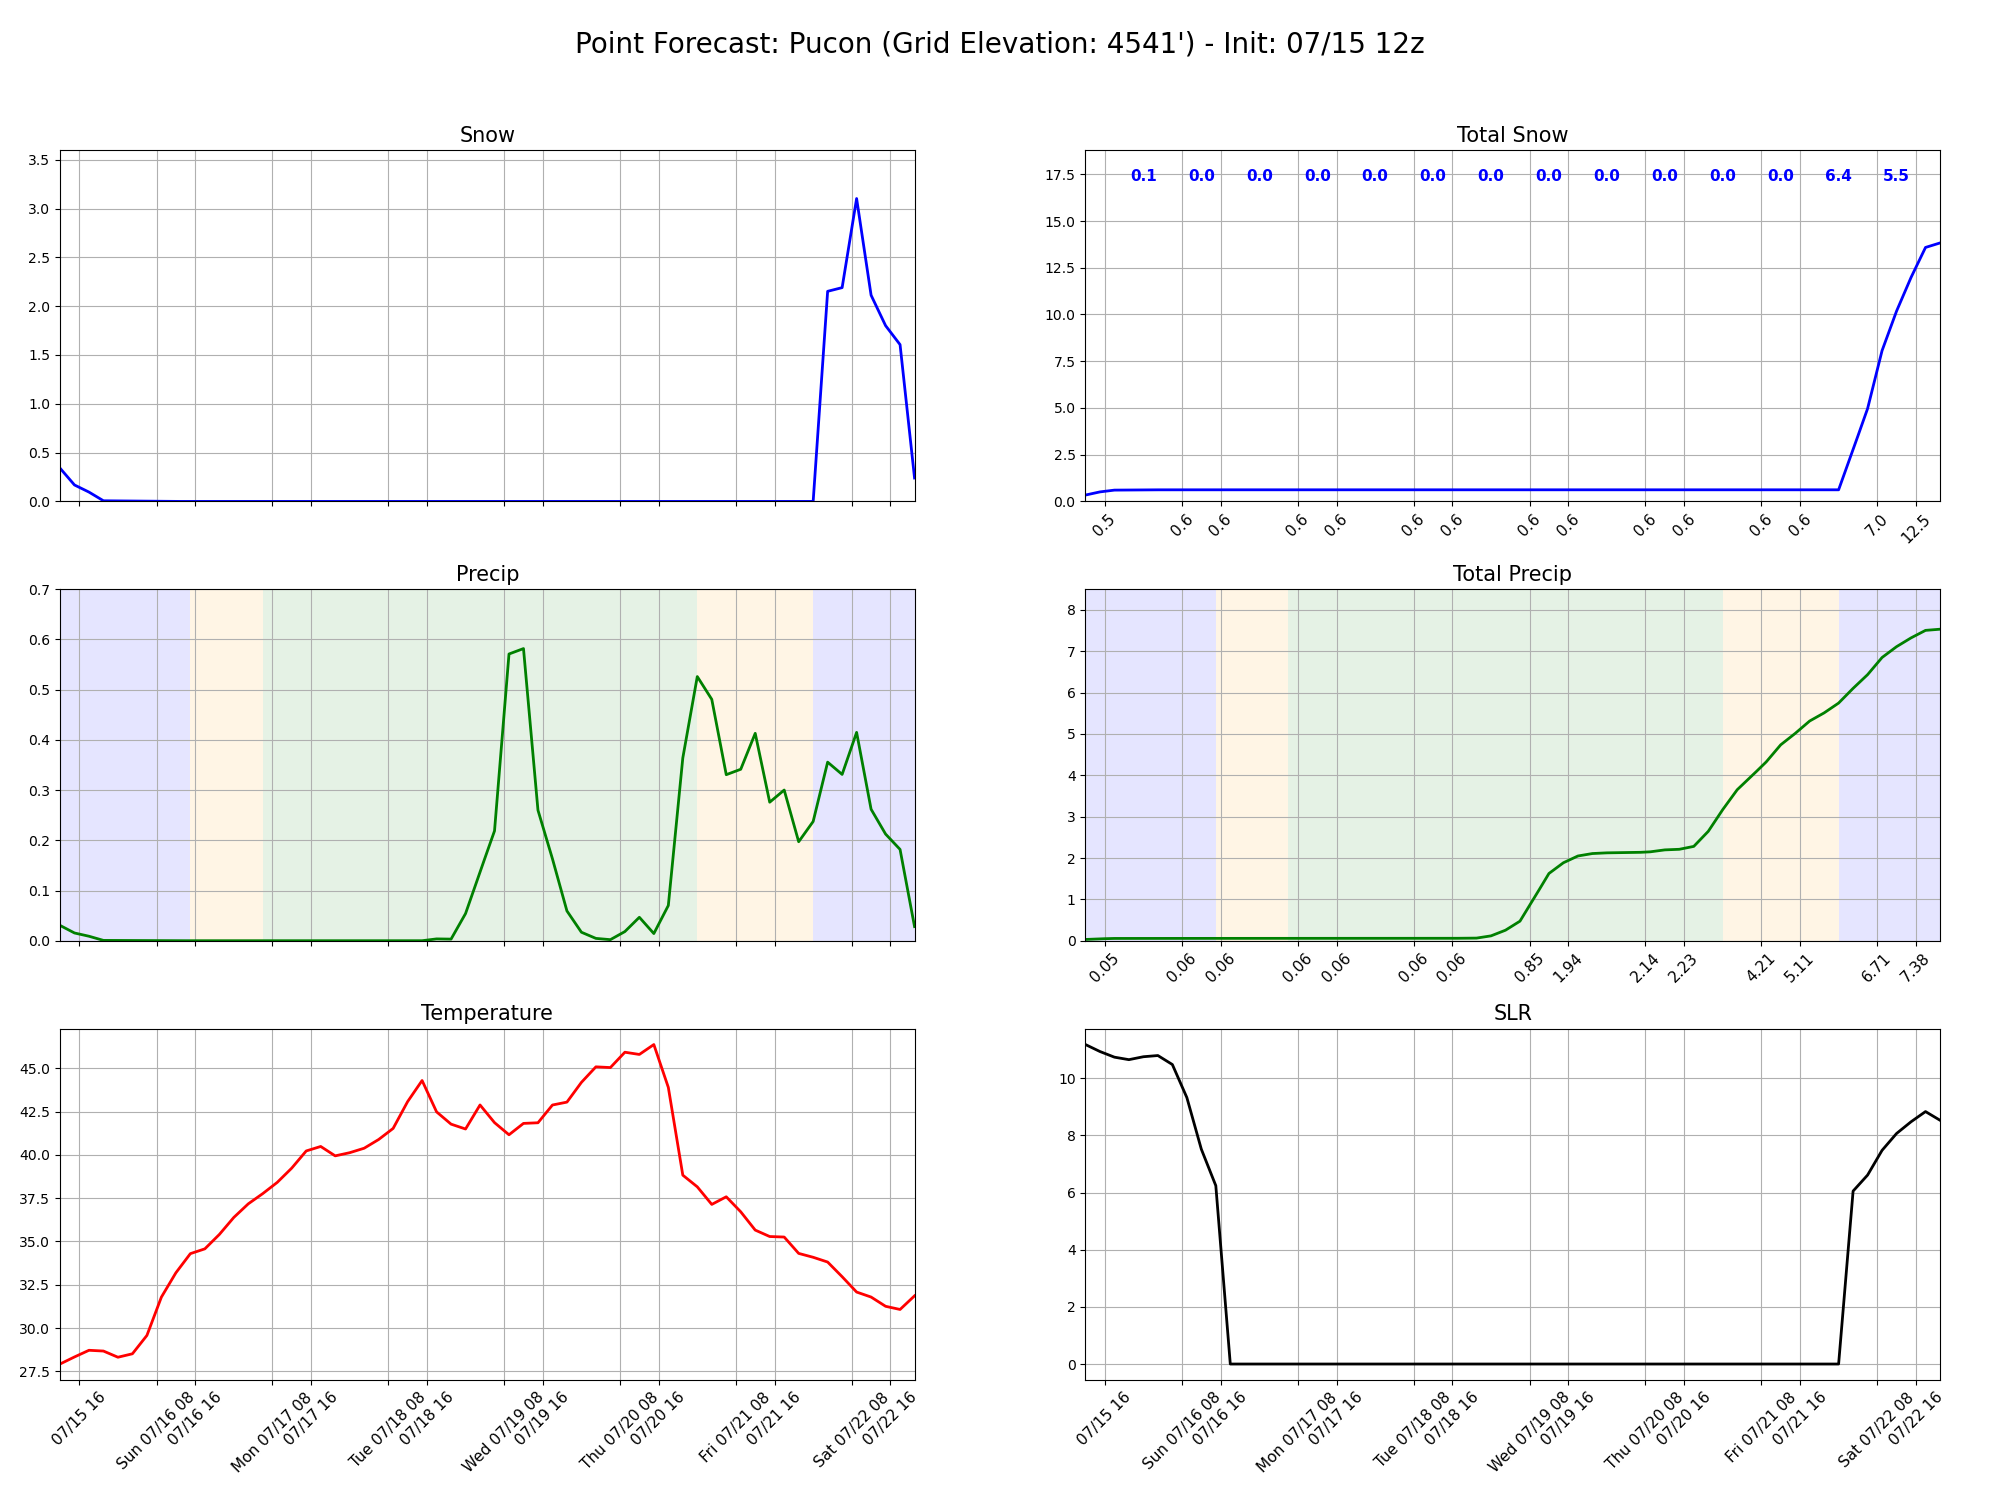 Point Forecast: Pucon (Grid Elevation: 4541') - Init: 07/15 12z
Snow
3.5
3.0
2.5
2.0
1.5
1.0
0.5
0.0
Total Snow
17.5
15.0
12.5
10.0
7.5
5.0
2.5
0.0
0.1 0.0 0.0 0.0 0.0 0.0 0.0 0.0 0.0 0.0 0.0 0.0 6.4 5.5
0.5 0.6 0.6 0.6 0.6 0.6 0.6 0.6 0.6 0.6 0.6 0.6 0.6 7.0 12.5
Precip
0.7
0.6
0.5
0.4
0.3
0.2
0.1
0.0
Total Precip
8
7
6
5
4
3
2
1
0
0.05 0.06 0.06 0.06 0.06 0.06 0.06 0.85 1.94 2.14 2.23 4.21 5.11 6.71 7.38
Temperature
45.0
42.5
40.0
37.5
35.0
32.5
30.0
27.5
07/15 16
Sun 07/16 08
07/16 16
Mon 07/17 08
07/17 16
Tue 07/18 08
07/18 16
Wed 07/19 08
07/19 16
Thu 07/20 08
07/20 16
Fri 07/21 08
07/21 16
Sat 07/22 08
07/22 16
SLR
10
8
6
4
2
0
07/15 16
Sun 07/16 08
07/16 16
Mon 07/17 08
07/17 16
Tue 07/18 08
07/18 16
Wed 07/19 08
07/19 16
Thu 07/20 08
07/20 16
Fri 07/21 08
07/21 16
Sat 07/22 08
07/22 16